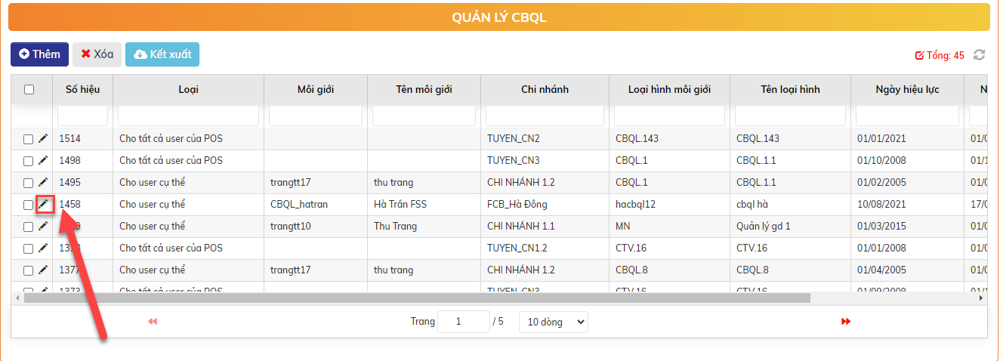 QUẢN LÝ CBQL
Thêm Xóa Kết xuất Tổng: 45
Số hiệu Loại Môi giới Tên môi giới Chi nhánh Loại hình môi giới Tên loại hình Ngày hiệu lực N
1514 Cho tất cả user của POS TUYEN_CN2 CBQL.143 CBQL.143 01/01/2021 01/0
1498 Cho tất cả user của POS TUYEN_CN3 CBQL.1 CBQL.1.1 01/10/2008 01/1
1495 Cho user cụ thể trangtt17 thu trang CHI NHÁNH 1.2 CBQL.1 CBQL.1.1 01/02/2005 01/0
1458 Cho user cụ thể CBQL_hatran Hà Trần FSS FCB_Hà Đông hacbql12 cbql hà 10/08/2021 17/0
Cho user cụ thể trangtt10 Thu Trang CHI NHÁNH 1.1 MN Quản lý gd 1 01/03/2015 01/0
Cho tất cả user của POS TUYEN_CN1.2 CTV.16 CTV.16 01/01/2008 01/0
1377 Cho user cụ thể trangtt17 thu trang CHI NHÁNH 1.2 CBQL.8 CBQL.8 01/04/2005 01/0
1373 Cho tất cả user của POS TUYEN_CN3 CTV.16 CTV.16 01/09/2008 01/1
Trang 1 / 5 10 dòng